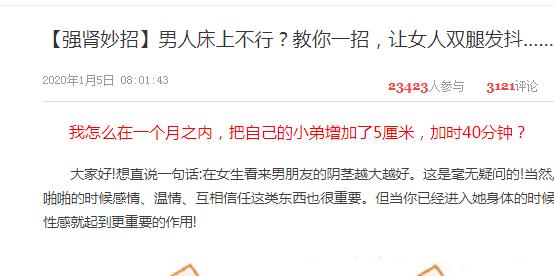 【强肾妙招】男人床上不行？教你一招，让女人双腿发抖……
2020年1月5日 08:01:43
23423人参与 3121评论
我怎么在一个月之内，把自己的小弟增加了5厘米，加时40分钟？
大家好!想直说一句话:在女生看来男朋友的阴茎越大越好。这是毫无疑问的!当然,
啪啪的时候感情、温情、互相信任这类东西也很重要。但当你已经进入她身体的时候
性感就起到更重要的作用!